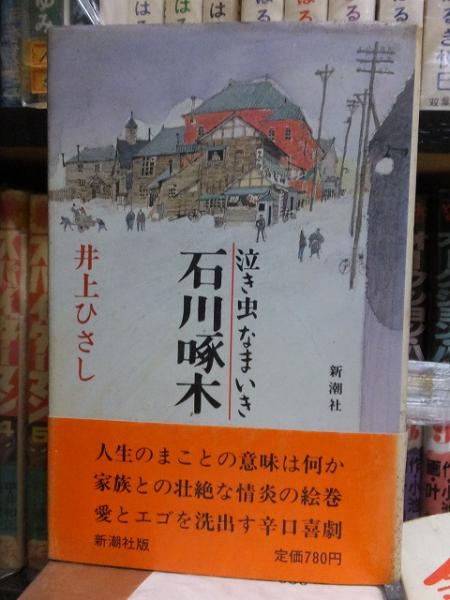 泣き虫なまいき
石川啄木
井上ひさし
新潮社
人生のまことの意味は何か
家族との壮絶な情炎の絵巻
愛とエゴを洗出す辛口喜劇
新潮社版
定価780円